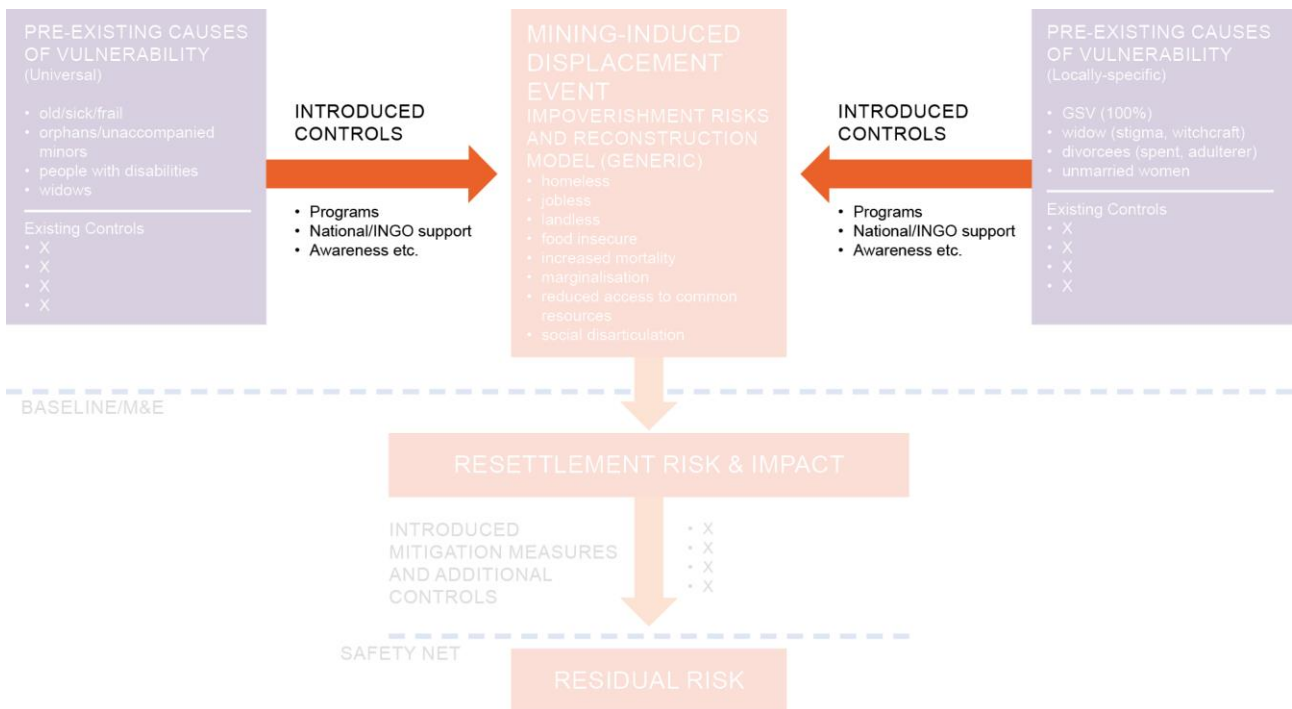 PRE-EXISTING CAUSES
OF VULNERABILITY
(Universal)
• old/sick/frail
• orphans/unaccompanied
minors
• people with disabilities
• widows
Existing Controls
• X
• X
• X
• X
INTRODUCED
CONTROLS
• Programs
• National/INGO support
• Awareness etc.
MINING-INDUCED
DISPLACEMENT
EVENT
IMPOVERISHMENT RISKS
AND RECONSTRUCTION
MODEL (GENERIC)
• homeless
• jobless
• landless
• food insecure
• increased mortality
• marginalisation
• reduced access to common
resources
• social disarticulation
INTRODUCED
CONTROLS
• Programs
• National/INGO support
• Awareness etc.
PRE-EXISTING CAUSES
OF VULNERABILITY
(Locally-specific)
• GSV (100%)
• widow (stigma, witchcraft)
• divorcees (spent, adulterer)
• unmarried women
Existing Controls
• X
• X
• X
• X
BASELINE/M&E
RESETTLEMENT RISK & IMPACT
INTRODUCED
MITIGATION MEASURES
AND ADDITIONAL
CONTROLS
• X
• X
• X
• X
SAFETY NET
RESIDUAL RISK